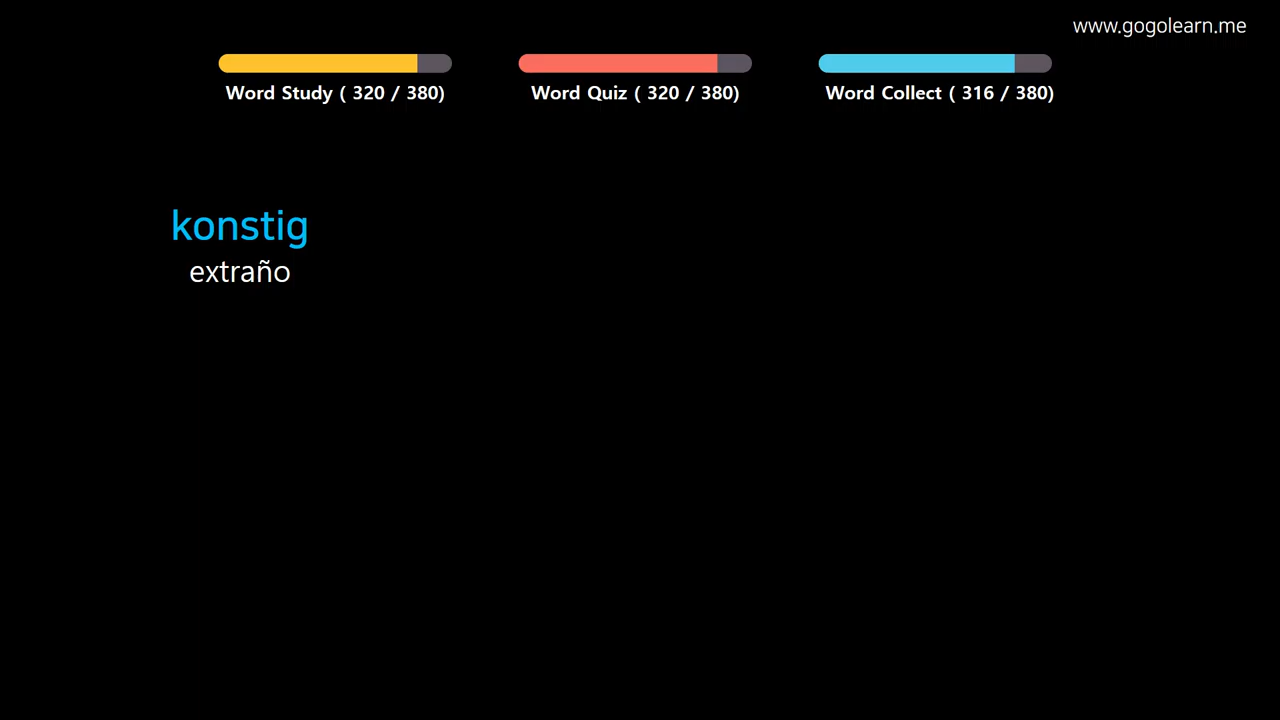 www.gogolearn.me
Word Study ( 320 / 380)
Word Quiz ( 320 / 380)
Word Collect ( 316 / 380)
konstig
extraño